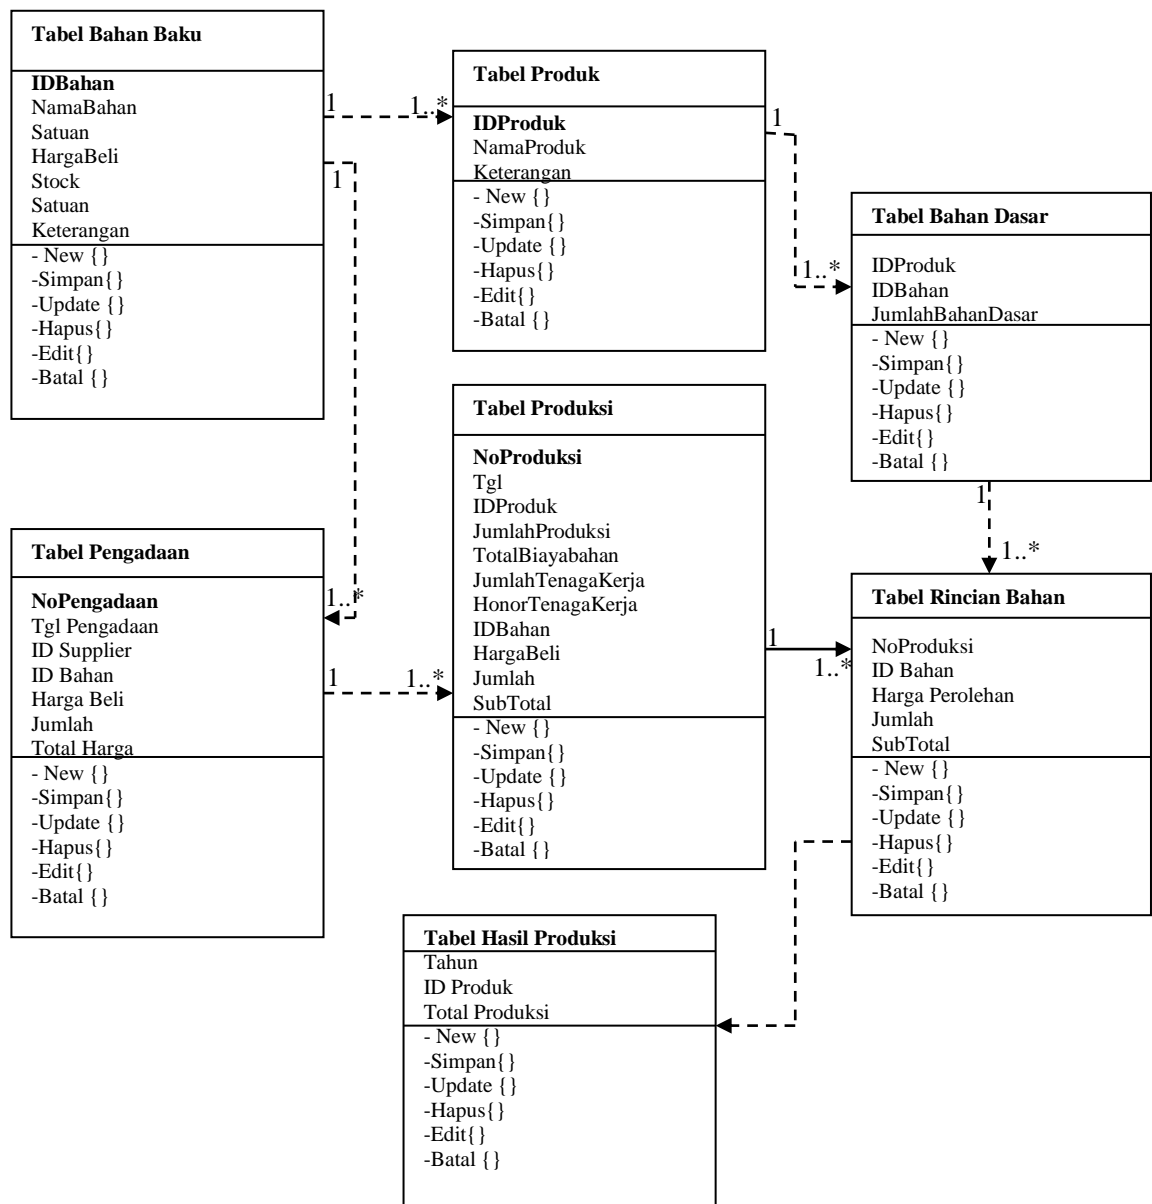 Tabel Bahan Baku
IDBahan
NamaBahan
Satuan
HargaBeli
Stock
Satuan
Keterangan
- New {}
-Simpan{}
-Update {}
-Hapus{}
-Edit{}
-Batal {}
1
1..*
1
Tabel Produk
IDProduk
NamaProduk
Keterangan
- New {}
-Simpan{}
-Update {}
-Hapus{}
-Edit{}
-Batal {}
1
1..*
Tabel Bahan Dasar
IDProduk
IDBahan
JumlahBahanDasar
- New {}
-Simpan{}
-Update {}
-Hapus{}
-Edit{}
-Batal {}
1
1..*
Tabel Pengadaan
NoPengadaan
Tgl Pengadaan
ID Supplier
ID Bahan
Harga Beli
Jumlah
Total Harga
- New {}
-Simpan{}
-Update {}
-Hapus{}
-Edit{}
-Batal {}
1..*
1
1..*
Tabel Produksi
NoProduksi
Tgl
IDProduk
JumlahProduksi
TotalBiayabahan
JumlahTenagaKerja
HonorTenagaKerja
IDBahan
HargaBeli
Jumlah
SubTotal
- New {}
-Simpan{}
-Update {}
-Hapus{}
-Edit{}
-Batal {}
1
1..*
Tabel Rincian Bahan
NoProduksi
ID Bahan
Harga Perolehan
Jumlah
SubTotal
- New {}
-Simpan{}
-Update {}
-Hapus{}
-Edit{}
-Batal {}
Tabel Hasil Produksi
Tahun
ID Produk
Total Produksi
- New {}
-Simpan{}
-Update {}
-Hapus{}
-Edit{}
-Batal {}